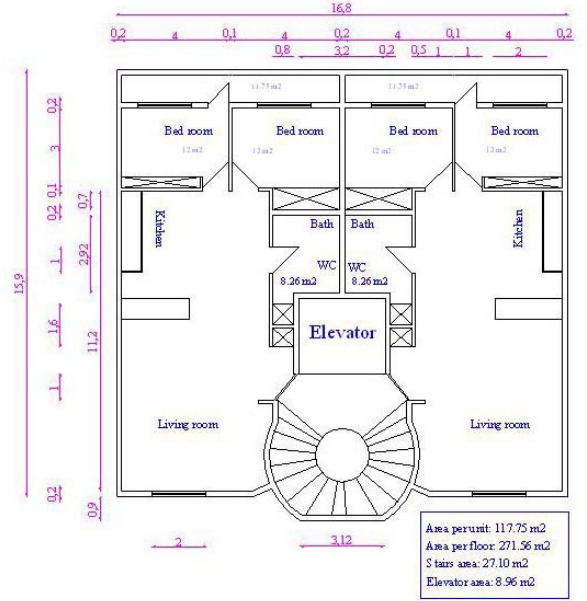 16,8
0,2 4 0,1 4 0,2 4 0,1 4 0,2
0,8 3,2 0,2 0,5 1 1 2
11.73 m2 11.73 m2
0,2
Bed room Bed room Bed room Bed room
3
12 m2 12 m2 12 m2 12 m2
0,1
0,7
0,2
Kitchen Bath Bath Kitchen
2,92
1
WC WC
8.26 m2 8.26 m2
15,9
1,6
Elevator
11,2
1
Living room Living room
0,2
0,9
2 3,12
Area per unit: 117.75 m2
Area per floor: 271.56 m2
Stairs area: 27.10 m2
Elevator area: 8.96 m2